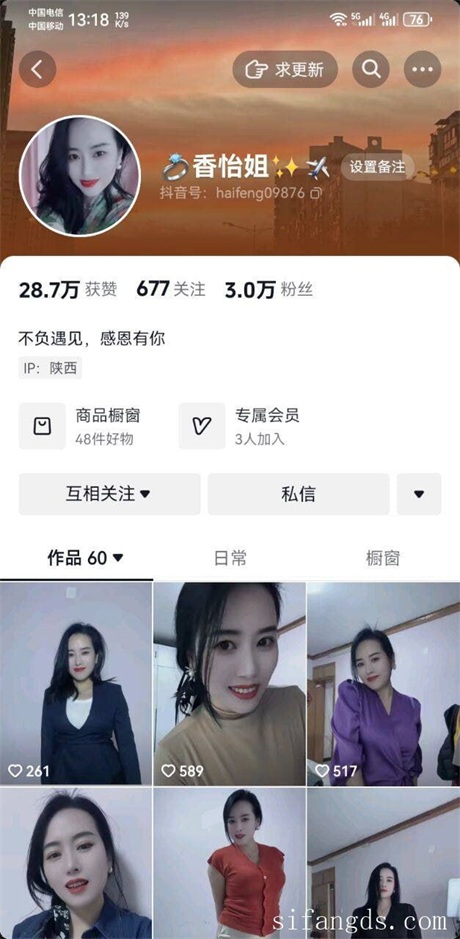 中国电信
中国移动
13:18
139
K/s
5G
4G
76
求更新
💍香怡姐✨✈️
设置备注
抖音号: haifeng09876
28.7万 获赞 677 关注 3.0万 粉丝
不负遇见，感恩有你
IP: 陕西
商品橱窗
48件好物
专属会员
3人加入
互相关注
私信
作品 60
日常
橱窗
261
589
517
sifangds.com